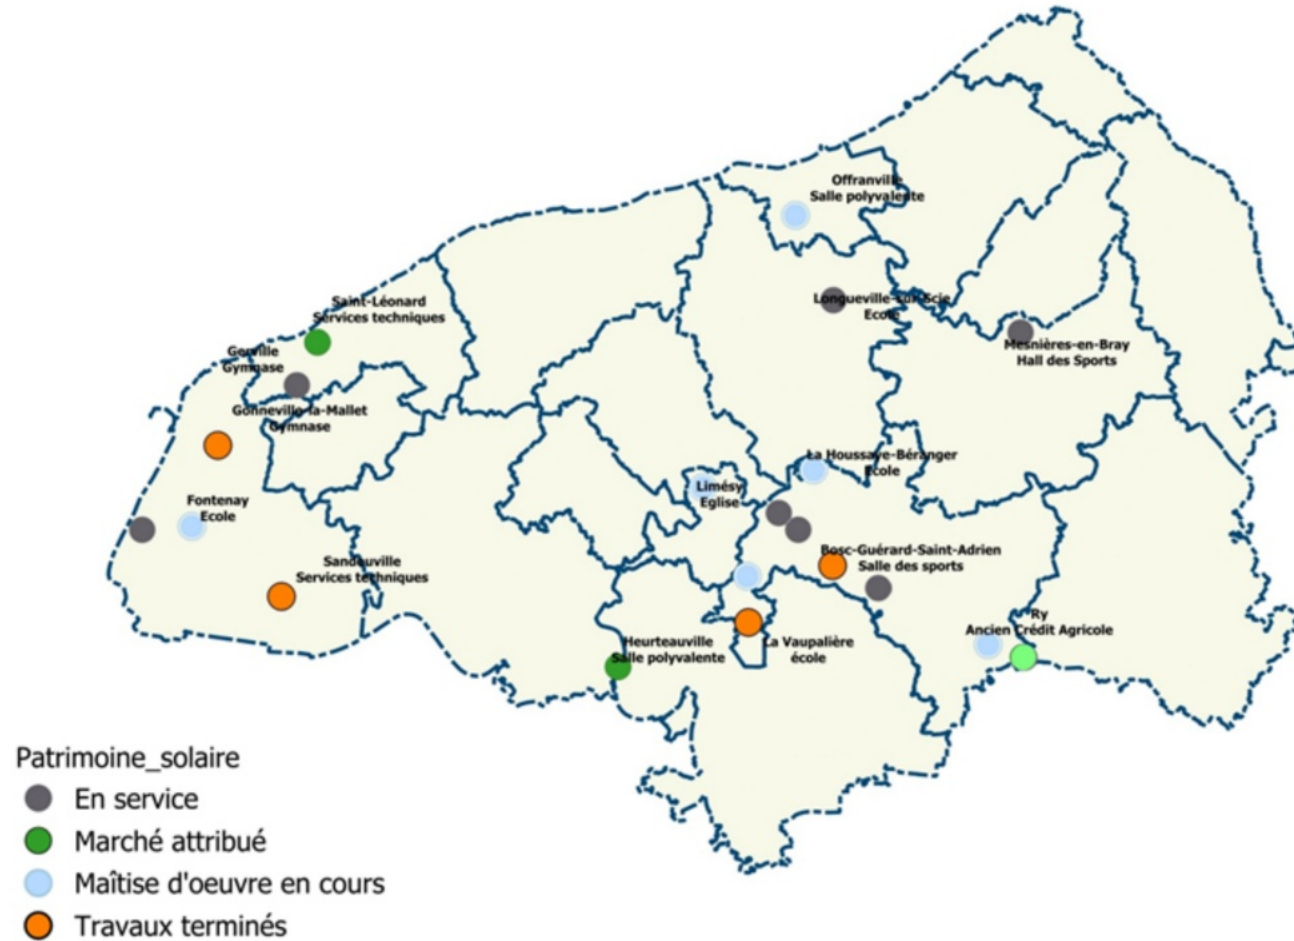 Offranville
Salle polyvalente
Longueville-sur-Scie
Ecole
Saint-Léonard
Services techniques
Mesnières-en-Bray
Hall des Sports
Gerville
Gymnase
Gonneville-la-Mallet
Gymnase
La Houssaye-Béranger
Ecole
Limésy
Eglise
Fontenay
Ecole
Bosc-Guérard-Saint-Adrien
Salle des sports
Sandouville
Services techniques
Ry
Ancien Crédit Agricole
Heurteauville
Salle polyvalente
La Vaupalière
école
Patrimoine_solaire
En service
Marché attribué
Maîtise d'oeuvre en cours
Travaux terminés